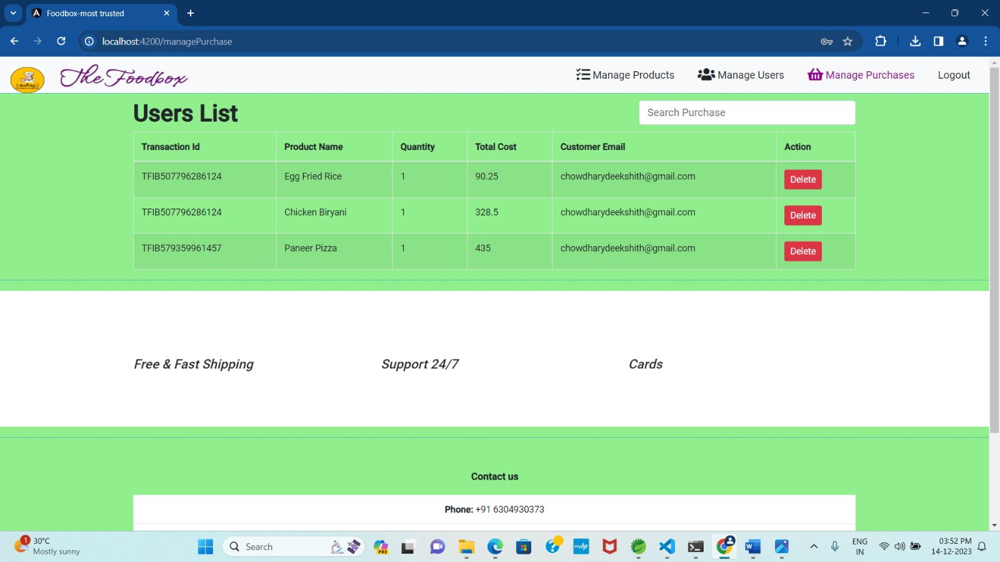 Foodbox-most trusted
localhost:4200/managePurchase
The Foodbox
Manage Products
Manage Users
Manage Purchases
Logout
Users List
Search Purchase
Transaction Id Product Name Quantity Total Cost Customer Email Action
TFIB507796286124 Egg Fried Rice 1 90.25 chowdharydeekshith@gmail.com Delete
TFIB507796286124 Chicken Biryani 1 328.5 chowdharydeekshith@gmail.com Delete
TFIB579359961457 Paneer Pizza 1 435 chowdharydeekshith@gmail.com Delete
Free & Fast Shipping Support 24/7 Cards
Contact us
Phone: +91 6304930373
1
30°C
Mostly sunny
Search
PRE
myhp
W
ENG
IN
03:52 PM
14-12-2023